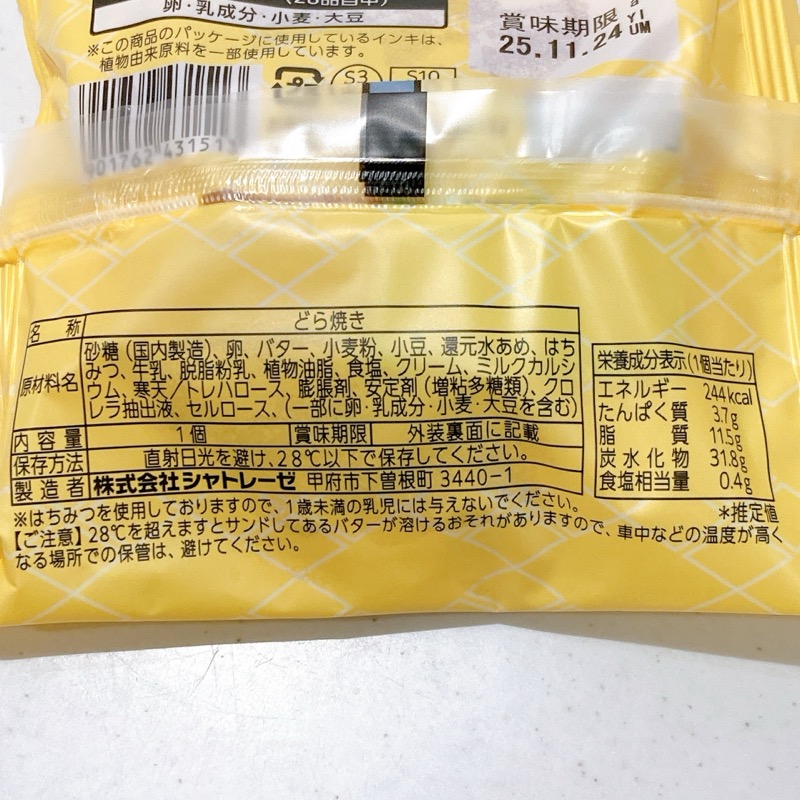 卵・乳成分・小麦・大豆
※この商品のパッケージに使用しているインキは、
植物由来原料を一部使用しています。
賞味期限
25.11.24
YI
UM
S3
S10
901762 43151
名 称 どら焼き
原材料名 砂糖(国内製造)、卵、バター、小麦粉、小豆、還元水あめ、はち
みつ、牛乳、脱脂粉乳、植物油脂、食塩、クリーム、ミルクカルシ
ウム、寒天/トレハロース、膨脹剤、安定剤(増粘多糖類)、クロ
レラ抽出液、セルロース、(一部に卵・乳成分・小麦・大豆を含む)
内容量 1個 賞味期限 外装裏面に記載
保存方法 直射日光を避け、28℃以下で保存してください。
製造者 株式会社シャトレーゼ 甲府市下曽根町3440-1
栄養成分表示(1個当たり)
エネルギー 244kcal
たんぱく質 3.7g
脂 質 11.5g
炭水化物 31.8g
食塩相当量 0.4g
*推定値
※はちみつを使用しておりますので、1歳未満の乳児には与えないでください。
【ご注意】28℃を超えますとサンドしてあるバターが溶けるおそれがありますので、車中などの温度が高く
なる場所での保管は、避けてください。